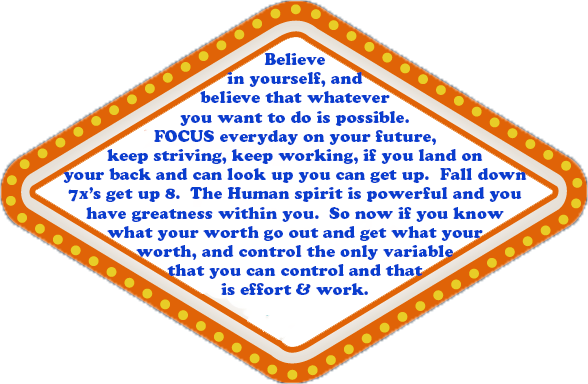 Believe
in yourself, and
believe that whatever
you want to do is possible.
FOCUS everyday on your future,
keep striving, keep working, if you land on
your back and can look up you can get up. Fall down
7x's get up 8. The Human spirit is powerful and you
have greatness within you. So now if you know
what your worth go out and get what your
worth, and control the only variable
that you can control and that
is effort & work.